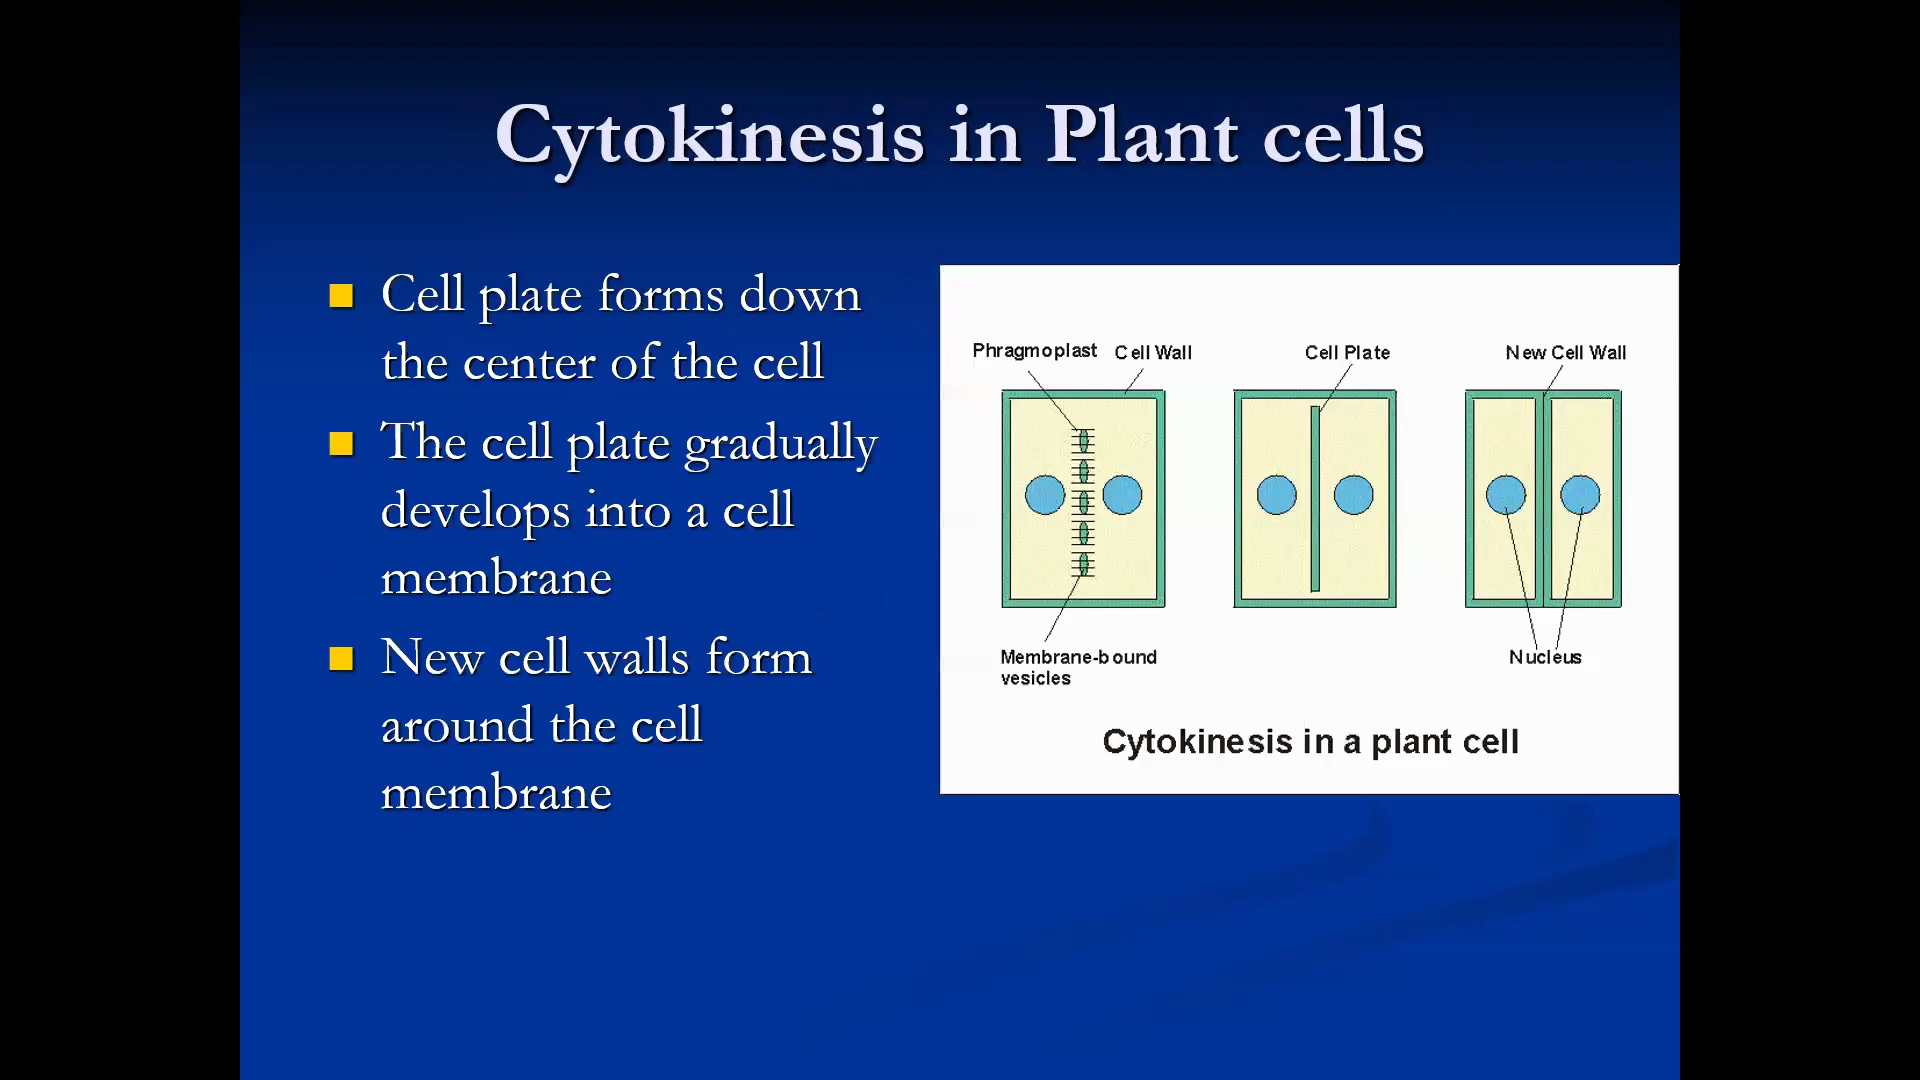 Cytokinesis in Plant cells
Cell plate forms down
the center of the cell
The cell plate gradually
develops into a cell
membrane
New cell walls form
around the cell
membrane
Phragmoplast
Cell Wall
Cell Plate
New Cell Wall
Membrane-bound
vesicles
Nucleus
Cytokinesis in a plant cell